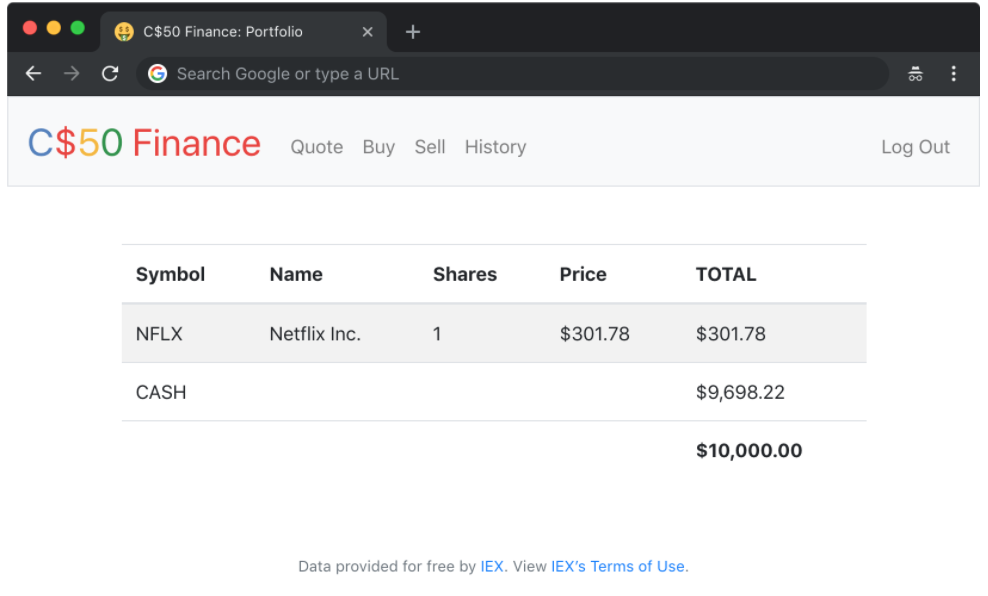 C$50 Finance: Portfolio
Search Google or type a URL
C$50 Finance Quote Buy Sell History Log Out
Symbol Name Shares Price TOTAL
NFLX Netflix Inc. 1 $301.78 $301.78
CASH $9,698.22
$10,000.00
Data provided for free by IEX. View IEX’s Terms of Use.